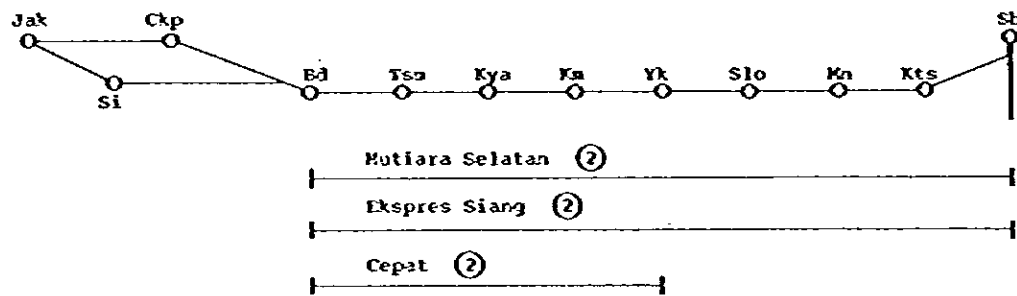 Jak Ckp Sb
Si Bd Tsm Kya Km Yk Slo Mn Kts
Mutiara Selatan ②
Ekspres Siang ②
Cepat ②